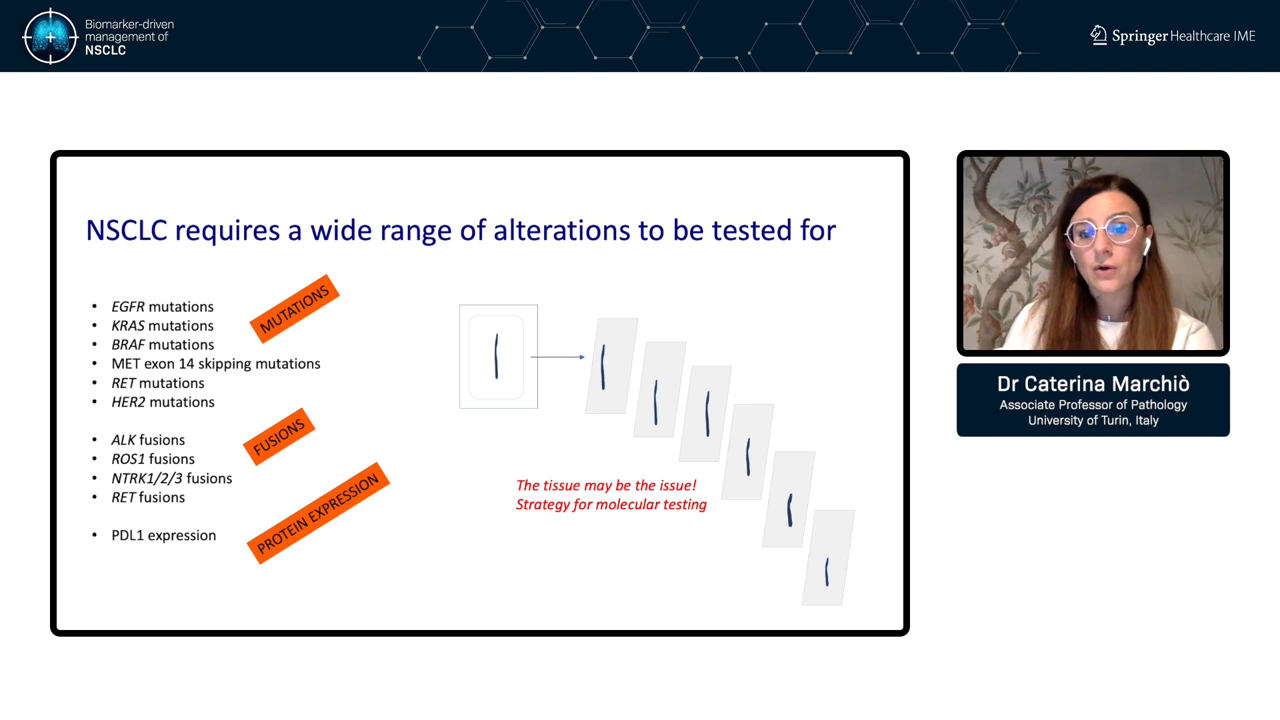 Biomarker-driven
management of
NSCLC
Springer Healthcare IME
NSCLC requires a wide range of alterations to be tested for
• EGFR mutations
• KRAS mutations
• BRAF mutations
• MET exon 14 skipping mutations
• RET mutations
• HER2 mutations
MUTATIONS
• ALK fusions
• ROS1 fusions
• NTRK1/2/3 fusions
• RET fusions
FUSIONS
• PDL1 expression
PROTEIN EXPRESSION
The tissue may be the issue!
Strategy for molecular testing
Dr Caterina Marchiò
Associate Professor of Pathology
University of Turin, Italy